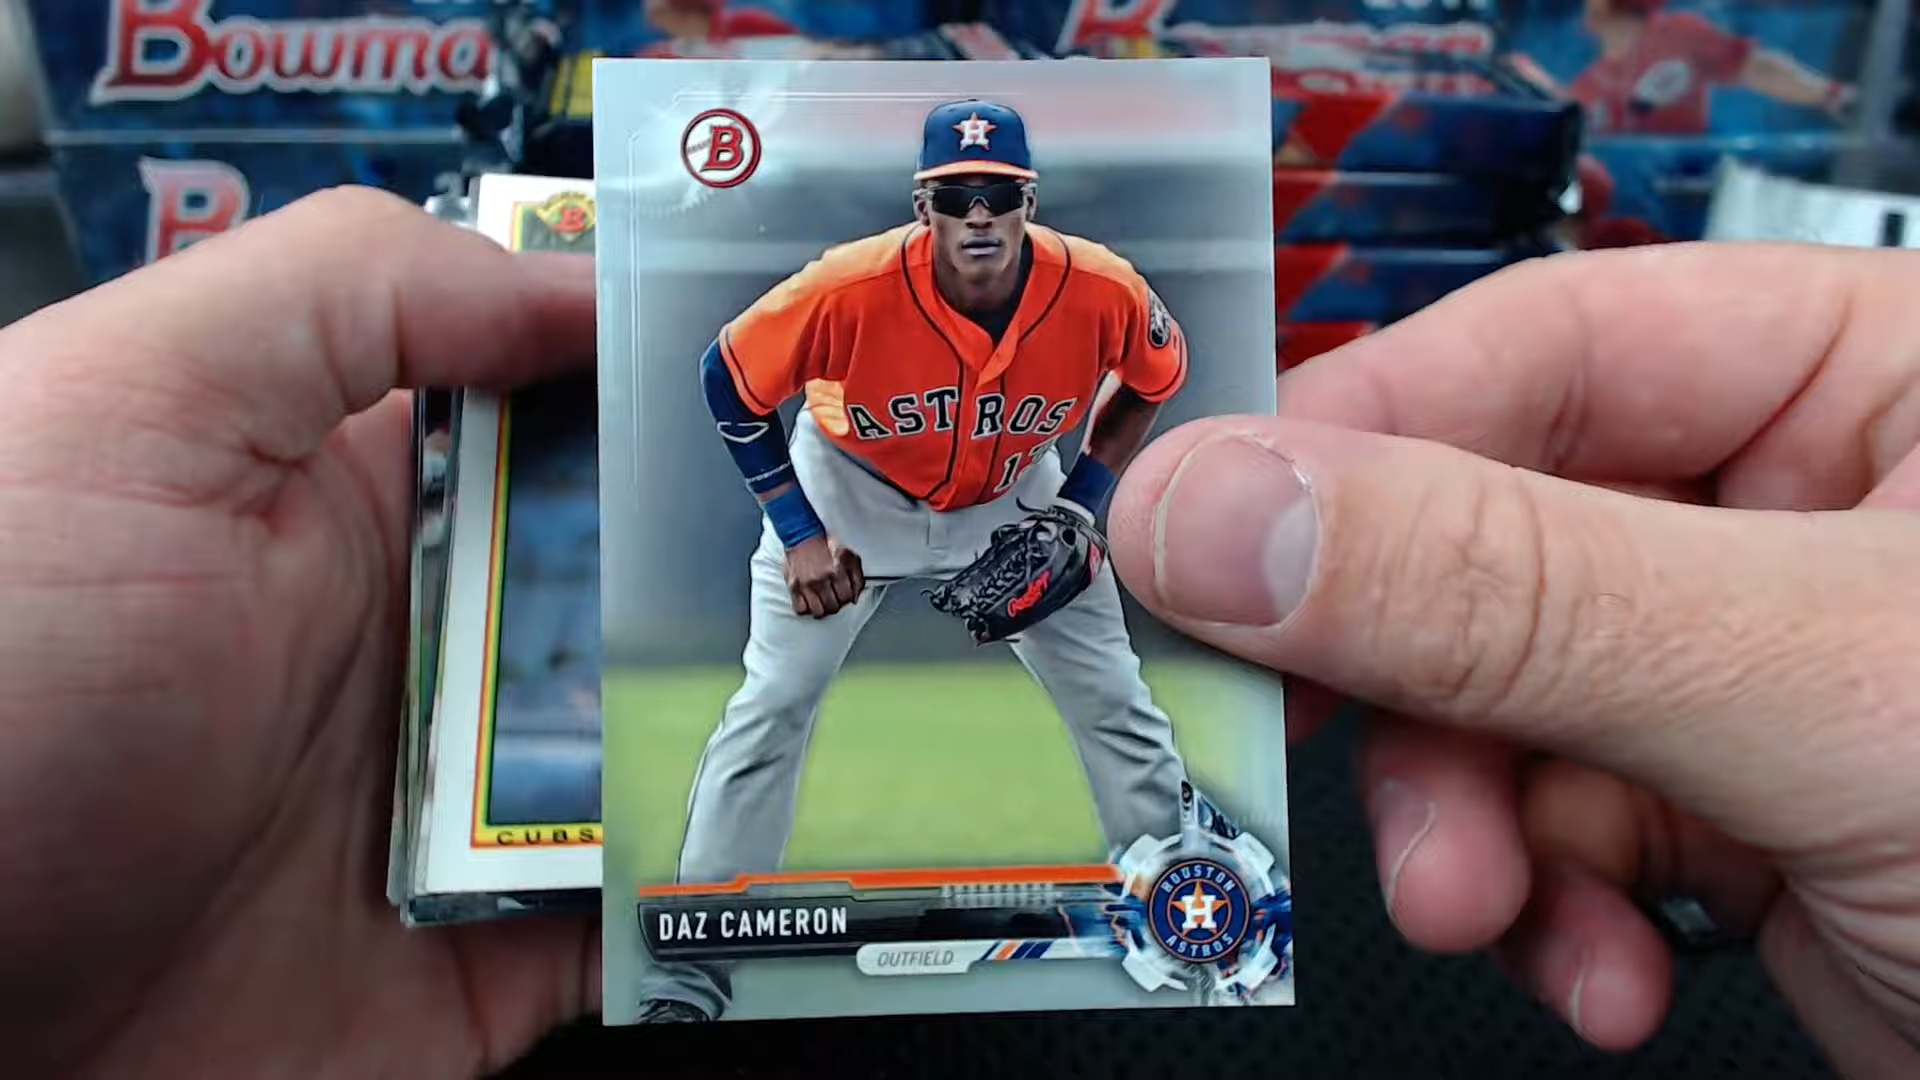 Bowma
B
B
H
B
ASTROS
CUBS
HOUSTON
H
ASTROS
DAZ CAMERON
OUTFIELD